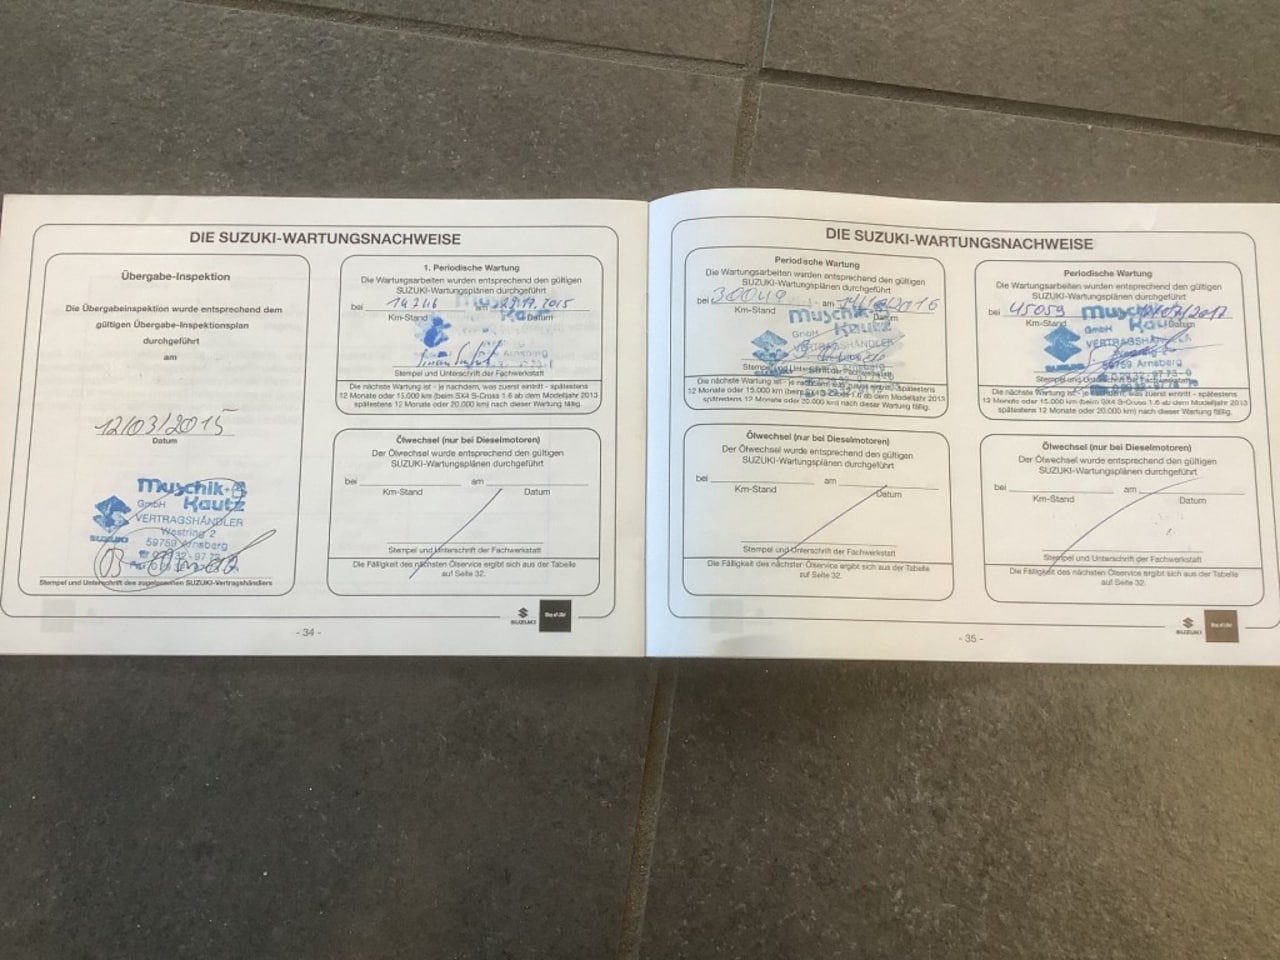 DIE SUZUKI-WARTUNGSNACHWEISE
Übergabe-Inspektion
Die Übergabeinspektion wurde entsprechend dem
gültigen Übergabe-Inspektionsplan
durchgeführt
am
12/03/2015
Datum
Muschik
GmbH Kautz
VERTRAGSHÄNDLER
Westring 2
59759 Arnsberg
SUZUKI
Stempel und Unterschrift des zugelassenen SUZUKI-Vertragshändlers
1. Periodische Wartung
Die Wartungsarbeiten wurden entsprechend den gültigen
SUZUKI-Wartungsplänen durchgeführt
bei am 2015
Km-Stand Datum
Arnsberg
Stempel und Unterschrift der Fachwerkstatt
Die nächste Wartung ist - je nachdem, was zuerst eintritt - spätestens
12 Monate oder 15.000 km (beim SX4 S-Cross 1.6 ab dem Modelljahr 2013
spätestens 12 Monate oder 20.000 km) nach dieser Wartung fällig.
Ölwechsel (nur bei Dieselmotoren)
Der Ölwechsel wurde entsprechend den gültigen
SUZUKI-Wartungsplänen durchgeführt
bei am
Km-Stand Datum
Stempel und Unterschrift der Fachwerkstatt
Die Fälligkeit des nächsten Ölservice ergibt sich aus der Tabelle
auf Seite 32.
SUZUKI Way of Life!
- 34 -
DIE SUZUKI-WARTUNGSNACHWEISE
Periodische Wartung
Die Wartungsarbeiten wurden entsprechend den gültigen
SUZUKI-Wartungsplänen durchgeführt
bei 30049 am 2016
Km-Stand Datum
Muschik
GmbH Kautz
VERTRAGSHÄNDLER
Stempel und Unterschrift der Fachwerkstatt
Die nächste Wartung ist - je nachdem, was zuerst eintritt - spätestens
12 Monate oder 15.000 km (beim SX4 S-Cross 1.6 ab dem Modelljahr 2013
spätestens 12 Monate oder 20.000 km) nach dieser Wartung fällig.
Periodische Wartung
Die Wartungsarbeiten wurden entsprechend den gültigen
SUZUKI-Wartungsplänen durchgeführt
bei 45059 am 2017
Km-Stand Datum
Muschik
GmbH Kautz
VERTRAGSHÄNDLER
59759 Arnsberg
SUZUKI
Stempel und Unterschrift der Fachwerkstatt
Die nächste Wartung ist - je nachdem, was zuerst eintritt - spätestens
12 Monate oder 15.000 km (beim SX4 S-Cross 1.6 ab dem Modelljahr 2013
spätestens 12 Monate oder 20.000 km) nach dieser Wartung fällig.
Ölwechsel (nur bei Dieselmotoren)
Der Ölwechsel wurde entsprechend den gültigen
SUZUKI-Wartungsplänen durchgeführt
bei am
Km-Stand Datum
Stempel und Unterschrift der Fachwerkstatt
Die Fälligkeit des nächsten Ölservice ergibt sich aus der Tabelle
auf Seite 32.
Ölwechsel (nur bei Dieselmotoren)
Der Ölwechsel wurde entsprechend den gültigen
SUZUKI-Wartungsplänen durchgeführt
bei am
Km-Stand Datum
Stempel und Unterschrift der Fachwerkstatt
Die Fälligkeit des nächsten Ölservice ergibt sich aus der Tabelle
auf Seite 32.
SUZUKI Way of Life!
- 35 -